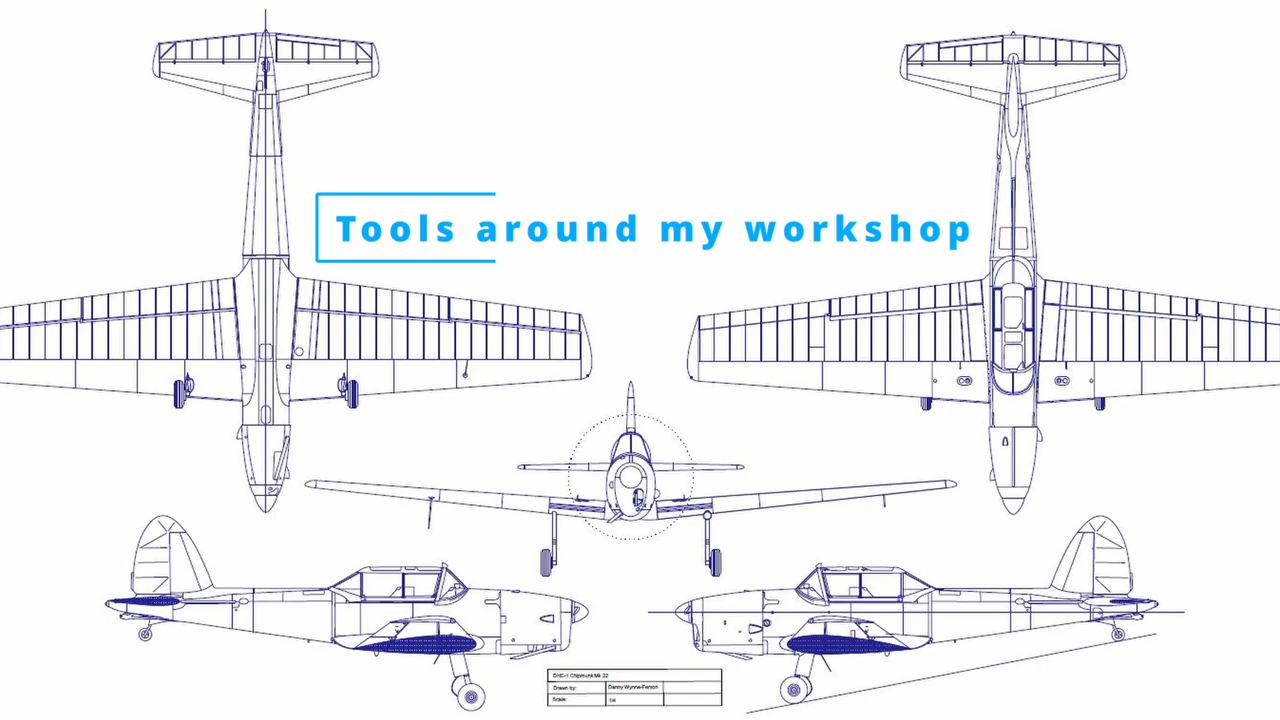 Tools around my workshop
DHC-1 Chipmunk Mk 22
Drawn by: Danny Wynne-Fenton
Scale: